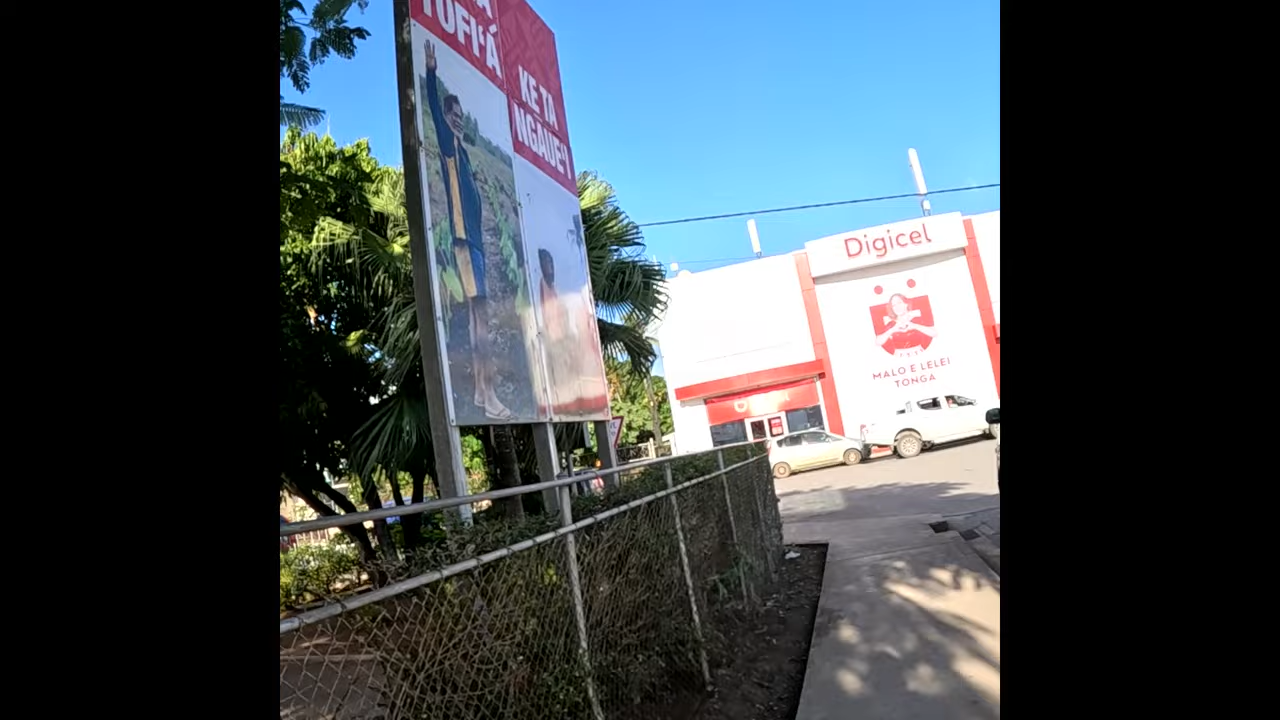 TOFI'Á
KE TA
NGAUE'I
Digicel
MALO E LELEI
TONGA